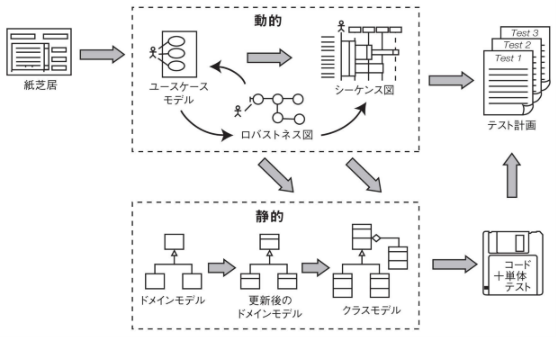 動的
紙芝居
ユースケース
モデル
ロバストネス図
シーケンス図
Test 3
Test 2
Test 1
テスト計画
静的
ドメインモデル
更新後の
ドメインモデル
クラスモデル
コード
+単体
テスト